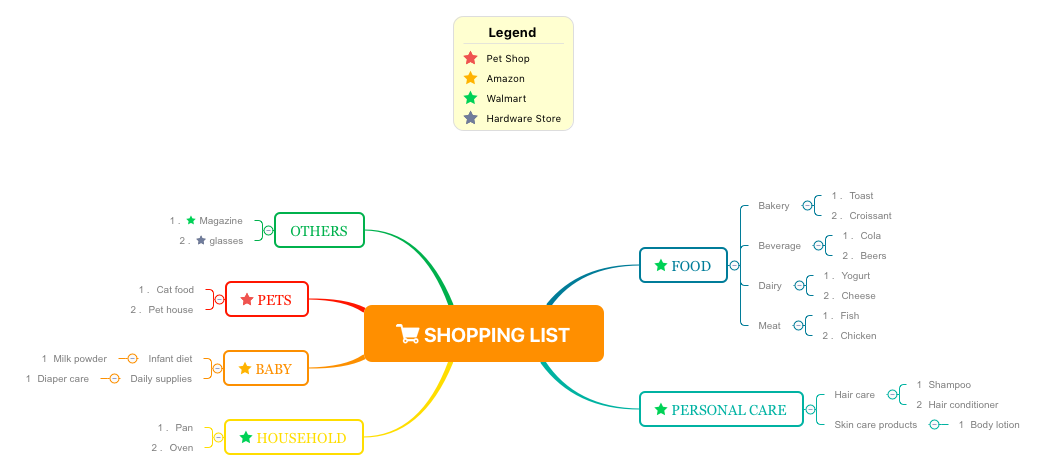 Legend
Pet Shop
Amazon
Walmart
Hardware Store
SHOPPING LIST
OTHERS
1 . Magazine
2 . glasses
PETS
1 . Cat food
2 . Pet house
BABY
Infant diet
1 Milk powder
Daily supplies
1 Diaper care
HOUSEHOLD
1 . Pan
2 . Oven
FOOD
Bakery
1 . Toast
2 . Croissant
Beverage
1 . Cola
2 . Beers
Dairy
1 . Yogurt
2 . Cheese
Meat
1 . Fish
2 . Chicken
PERSONAL CARE
Hair care
1 Shampoo
2 Hair conditioner
Skin care products
1 Body lotion